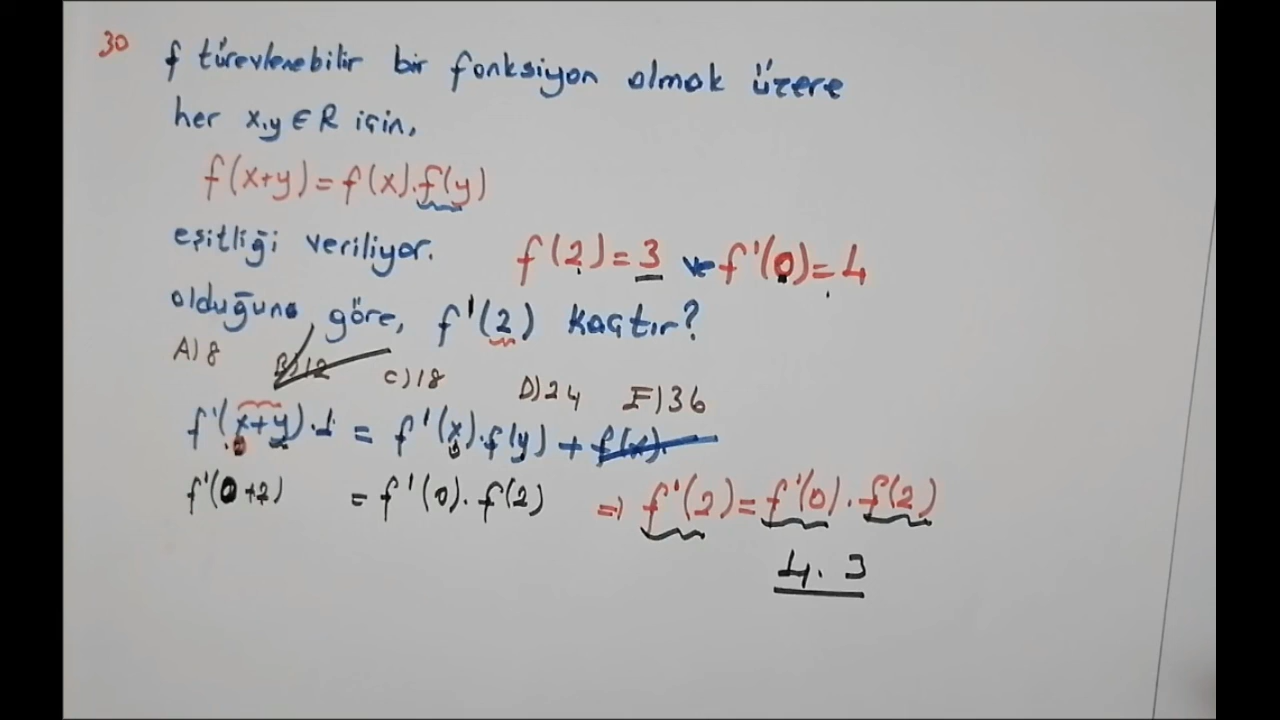 30 f türevlenebilir bir fonksiyon olmak üzere
her x,y ∈ R için,
f(x+y) = f(x).f(y)
eşitliği veriliyor. f(2) = 3 ve f'(0) = 4
olduğuna göre, f'(2) kaçtır?
A) 8 B) 12 C) 18 D) 24 E) 36
f'(x+y).1 = f'(x).f(y) + f(x).
f'(0+2) = f'(0).f(2) ⇒ f'(2) = f'(0).f(2)
4.3